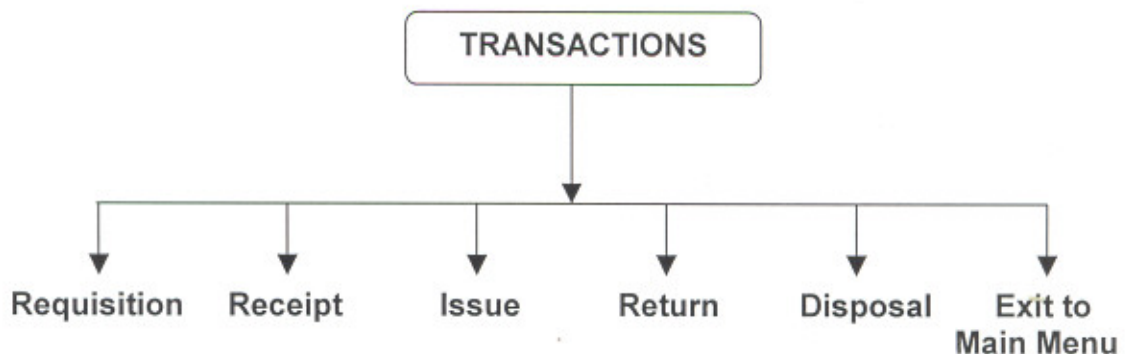 TRANSACTIONS
Requisition
Receipt
Issue
Return
Disposal
Exit to
Main Menu